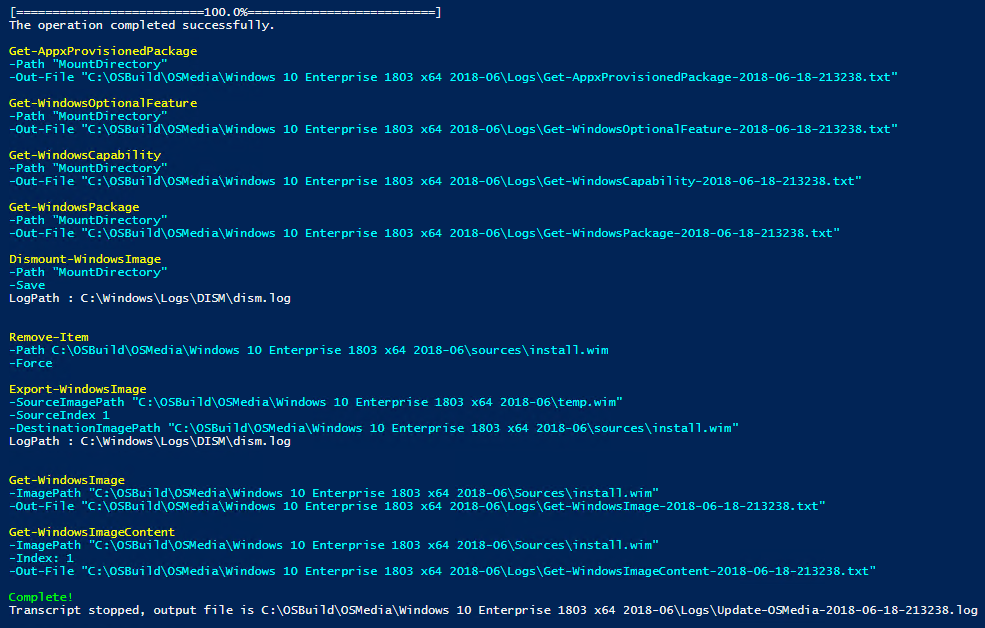 [==========================100.0%==========================]
The operation completed successfully.
Get-AppxProvisionedPackage
-Path "MountDirectory"
-Out-File "C:\OSBuild\OSMedia\Windows 10 Enterprise 1803 x64 2018-06\Logs\Get-AppxProvisionedPackage-2018-06-18-213238.txt"
Get-WindowsOptionalFeature
-Path "MountDirectory"
-Out-File "C:\OSBuild\OSMedia\Windows 10 Enterprise 1803 x64 2018-06\Logs\Get-WindowsOptionalFeature-2018-06-18-213238.txt"
Get-WindowsCapability
-Path "MountDirectory"
-Out-File "C:\OSBuild\OSMedia\Windows 10 Enterprise 1803 x64 2018-06\Logs\Get-WindowsCapability-2018-06-18-213238.txt"
Get-WindowsPackage
-Path "MountDirectory"
-Out-File "C:\OSBuild\OSMedia\Windows 10 Enterprise 1803 x64 2018-06\Logs\Get-WindowsPackage-2018-06-18-213238.txt"
Dismount-WindowsImage
-Path "MountDirectory"
-Save
LogPath : C:\Windows\Logs\DISM\dism.log
Remove-Item
-Path C:\OSBuild\OSMedia\Windows 10 Enterprise 1803 x64 2018-06\sources\install.wim
-Force
Export-WindowsImage
-SourceImagePath "C:\OSBuild\OSMedia\Windows 10 Enterprise 1803 x64 2018-06\temp.wim"
-SourceIndex 1
-DestinationImagePath "C:\OSBuild\OSMedia\Windows 10 Enterprise 1803 x64 2018-06\sources\install.wim"
LogPath : C:\Windows\Logs\DISM\dism.log
Get-WindowsImage
-ImagePath "C:\OSBuild\OSMedia\Windows 10 Enterprise 1803 x64 2018-06\Sources\install.wim"
-Out-File "C:\OSBuild\OSMedia\Windows 10 Enterprise 1803 x64 2018-06\Logs\Get-WindowsImage-2018-06-18-213238.txt"
Get-WindowsImageContent
-ImagePath "C:\OSBuild\OSMedia\Windows 10 Enterprise 1803 x64 2018-06\Sources\install.wim"
-Index: 1
-Out-File "C:\OSBuild\OSMedia\Windows 10 Enterprise 1803 x64 2018-06\Logs\Get-WindowsImageContent-2018-06-18-213238.txt"
Complete!
Transcript stopped, output file is C:\OSBuild\OSMedia\Windows 10 Enterprise 1803 x64 2018-06\Logs\Update-OSMedia-2018-06-18-213238.log